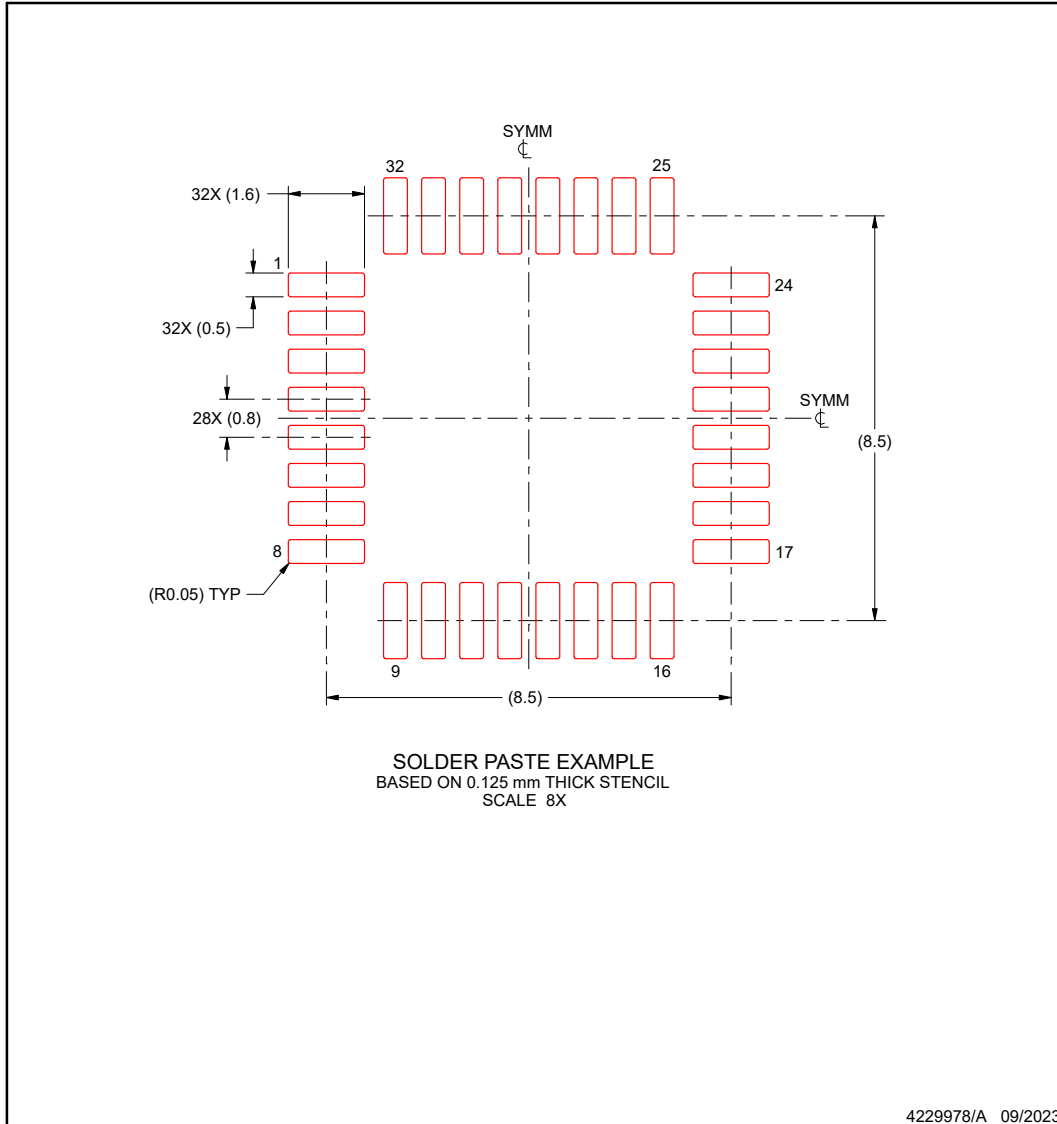 SYMM
℄
32
25
32X (1.6)
1
24
32X (0.5)
SYMM
℄
28X (0.8)
(8.5)
8
17
(R0.05) TYP
9
16
(8.5)
SOLDER PASTE EXAMPLE
BASED ON 0.125 mm THICK STENCIL
SCALE 8X
4229978/A 09/2023